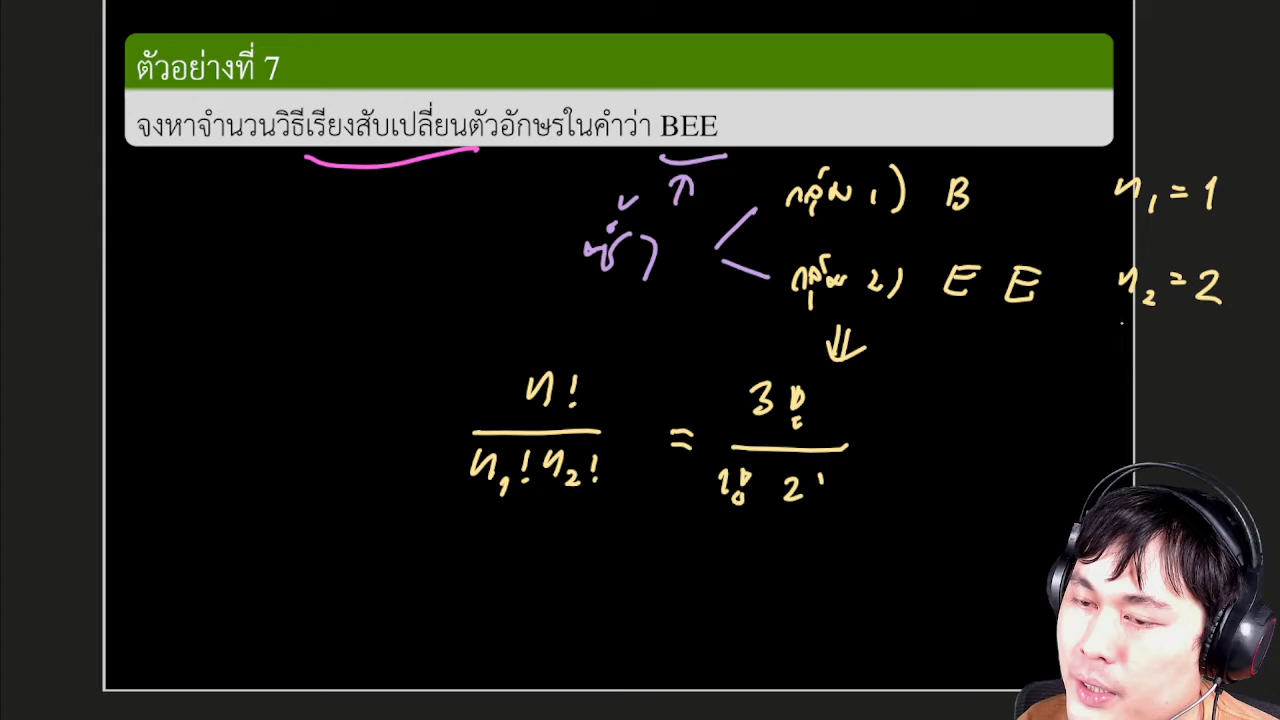 ตัวอย่างที่ 7
จงหาจำนวนวิธีเรียงสับเปลี่ยนตัวอักษรในคำว่า BEE
กลุ่ม 1) B n₁ = 1
ซ้ำ
กลุ่ม 2) E E n₂ = 2
n! / n₁! n₂! = 3! / 1! 2!